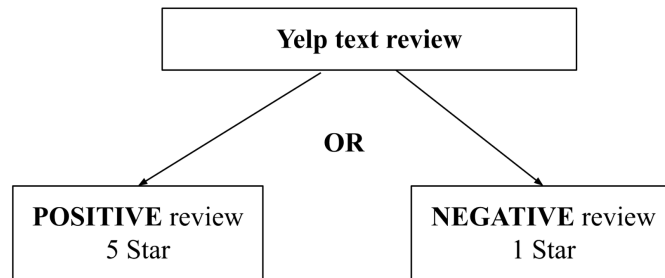 Yelp text review
OR
POSITIVE review
5 Star
NEGATIVE review
1 Star